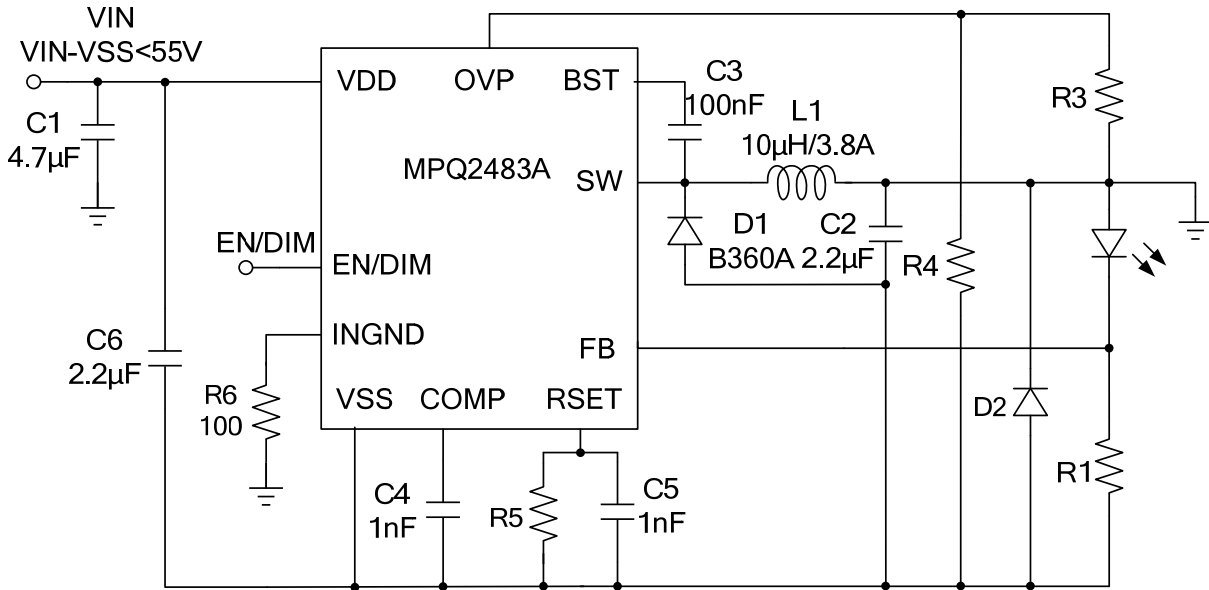 VIN
VIN-VSS<55V
VDD
OVP
BST
C3
100nF
R3
C1
4.7µF
L1
10µH/3.8A
MPQ2483A
SW
EN/DIM
EN/DIM
D1
B360A
C2
2.2µF
R4
INGND
FB
C6
2.2µF
R6
100
VSS
COMP
RSET
D2
R1
C4
1nF
R5
C5
1nF